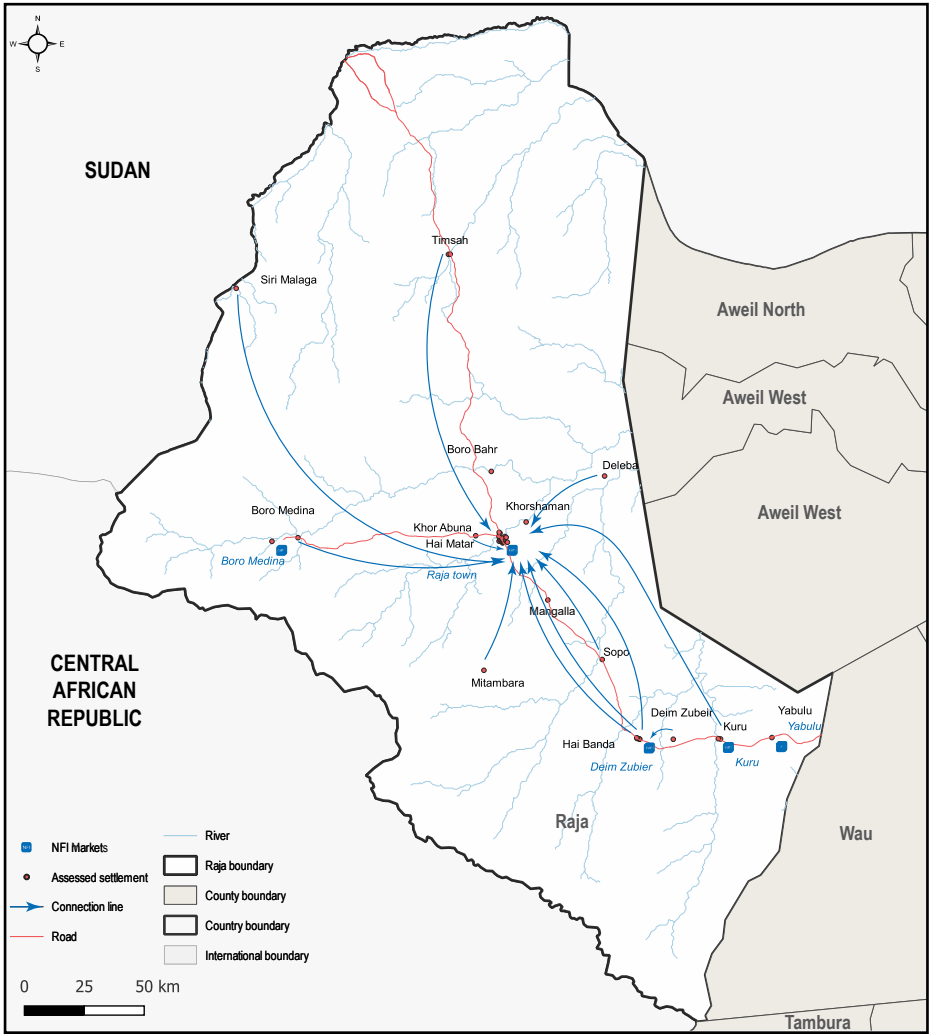 N
W E
S
SUDAN
Timsah
Siri Malaga
Aweil North
Aweil West
Boro Bahr
Deleba
Boro Medina
Khorshaman
Aweil West
Khor Abuna
Hai Matar
Boro Medina
Raja town
Mangalla
CENTRAL
AFRICAN
REPUBLIC
Sopo
Mitambara
Deim Zubeir
Yabulu
Kuru
Yabulu
Hai Banda
Deim Zubier
Kuru
Raja
Wau
NFI
NFI Markets
Assessed settlement
Connection line
Road
River
Raja boundary
County boundary
Country boundary
International boundary
0 25 50 km
Tambura